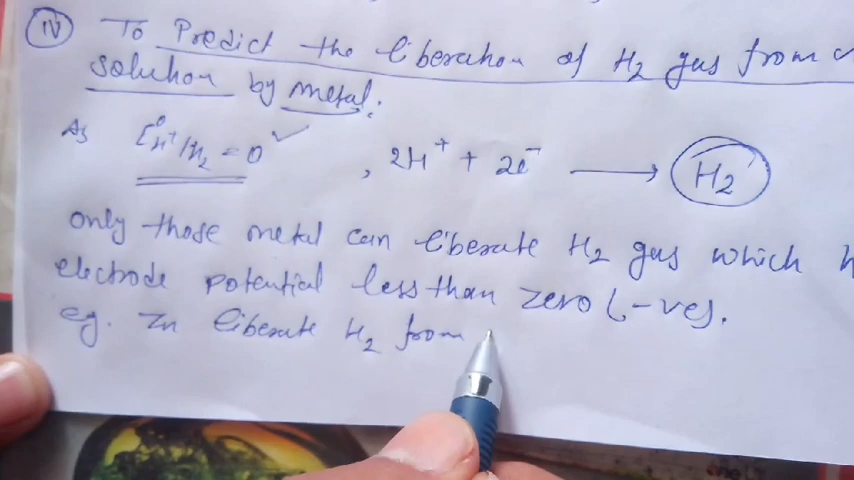 IV To Predict the liberation of H2 gas from
solution by metal:
As E°H+/H2 = 0 ✓ , 2H+ + 2e- ⟶ H2
only those metal can liberate H2 gas which
electrode potential less than zero (-ve).
eg. Zn liberate H2 from